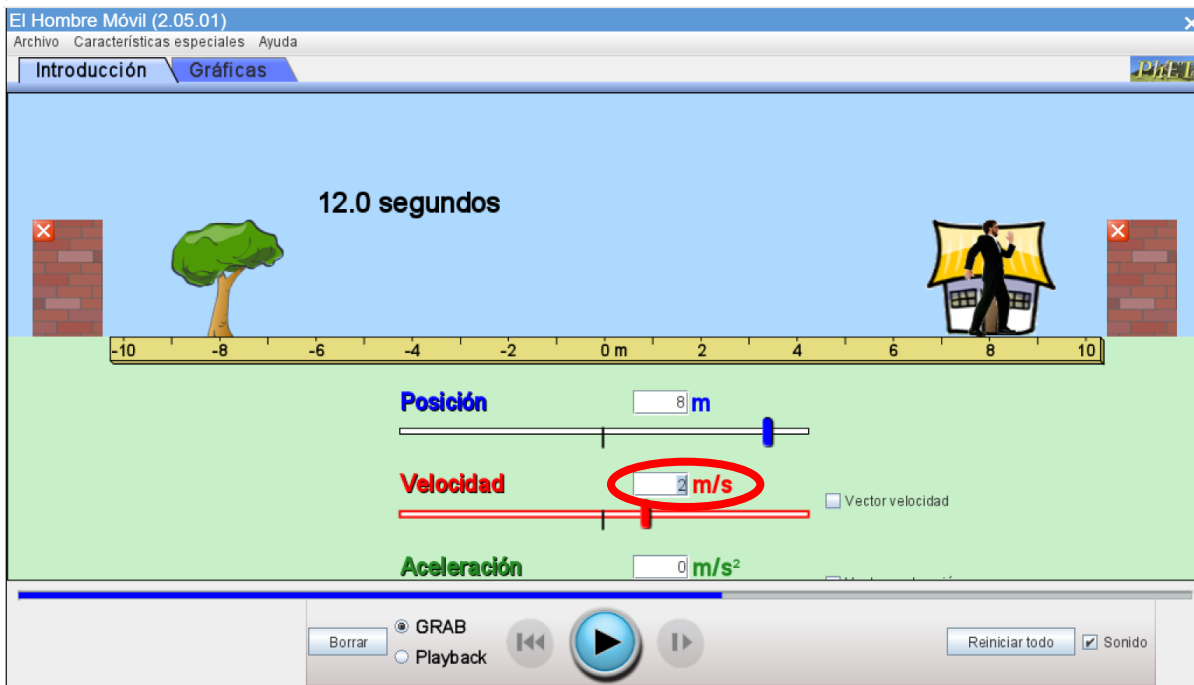 El Hombre Móvil (2.05.01)
Archivo Características especiales Ayuda
Introducción Gráficas
PhET
12.0 segundos
-10 -8 -6 -4 -2 0 m 2 4 6 8 10
Posición 8 m
Velocidad 2 m/s
Vector velocidad
Aceleración 0 m/s²
GRAB
Borrar
Playback
Reiniciar todo Sonido